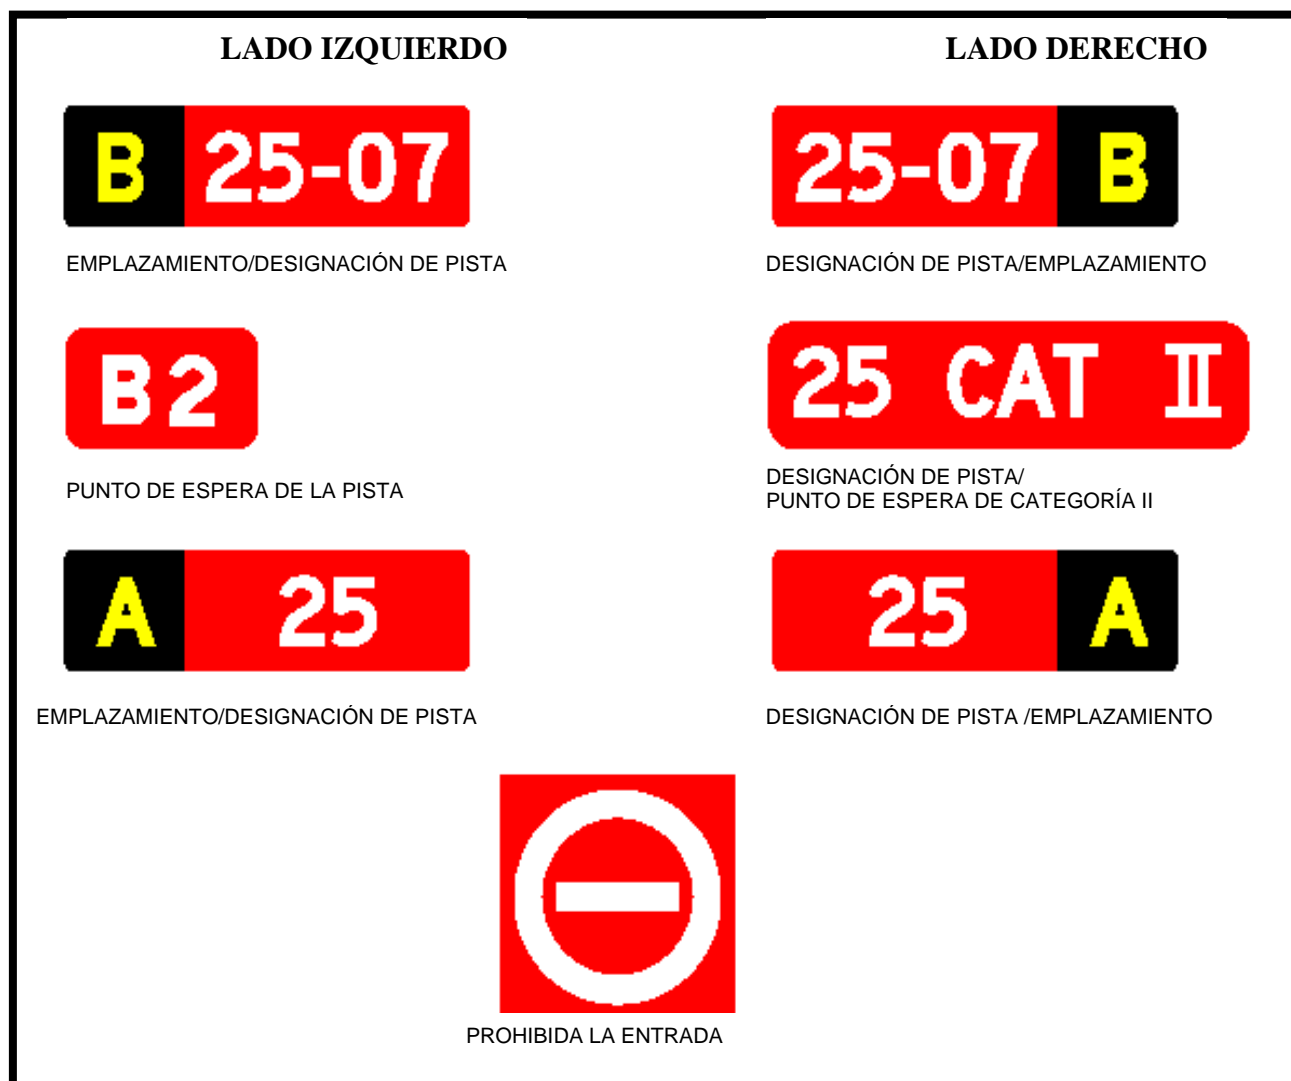 LADO IZQUIERDO
LADO DERECHO
B 25-07
25-07 B
EMPLAZAMIENTO/DESIGNACIÓN DE PISTA
DESIGNACIÓN DE PISTA/EMPLAZAMIENTO
B2
25 CAT II
PUNTO DE ESPERA DE LA PISTA
DESIGNACIÓN DE PISTA/
PUNTO DE ESPERA DE CATEGORÍA II
A 25
25 A
EMPLAZAMIENTO/DESIGNACIÓN DE PISTA
DESIGNACIÓN DE PISTA /EMPLAZAMIENTO
PROHIBIDA LA ENTRADA